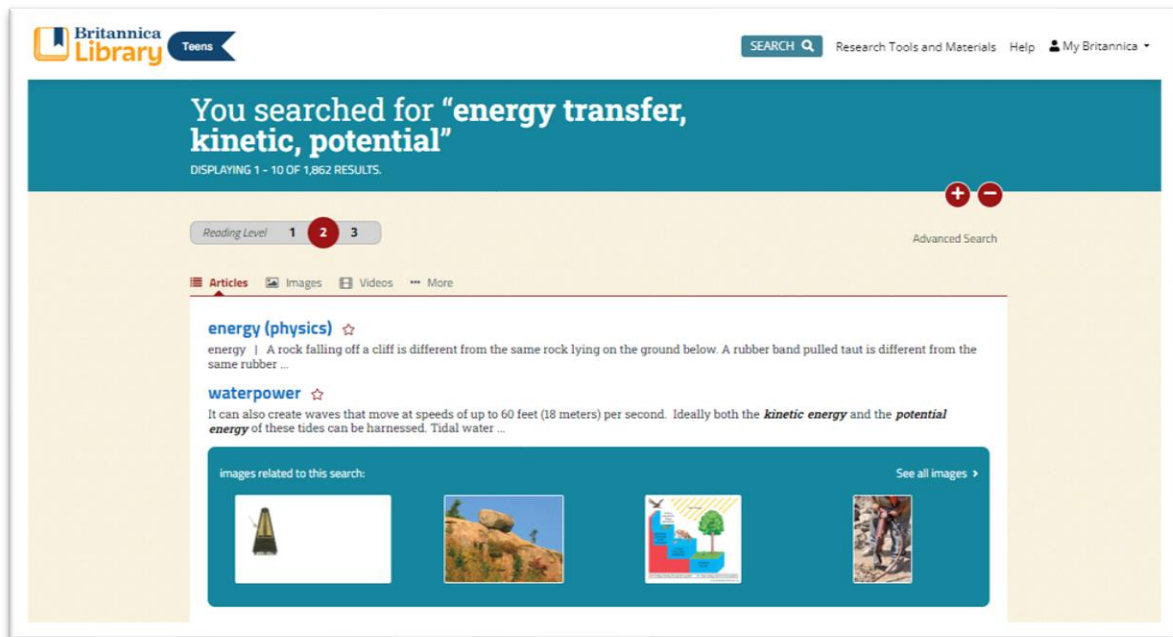 Britannica
Library
Teens
SEARCH
Research Tools and Materials
Help
My Britannica
You searched for “energy transfer,
kinetic, potential”
DISPLAYING 1 - 10 OF 1,862 RESULTS.
Reading Level 1 2 3
Advanced Search
Articles
Images
Videos
More
energy (physics)
energy | A rock falling off a cliff is different from the same rock lying on the ground below. A rubber band pulled taut is different from the
same rubber ...
waterpower
It can also create waves that move at speeds of up to 60 feet (18 meters) per second. Ideally both the kinetic energy and the potential
energy of these tides can be harnessed. Tidal water ...
images related to this search:
See all images